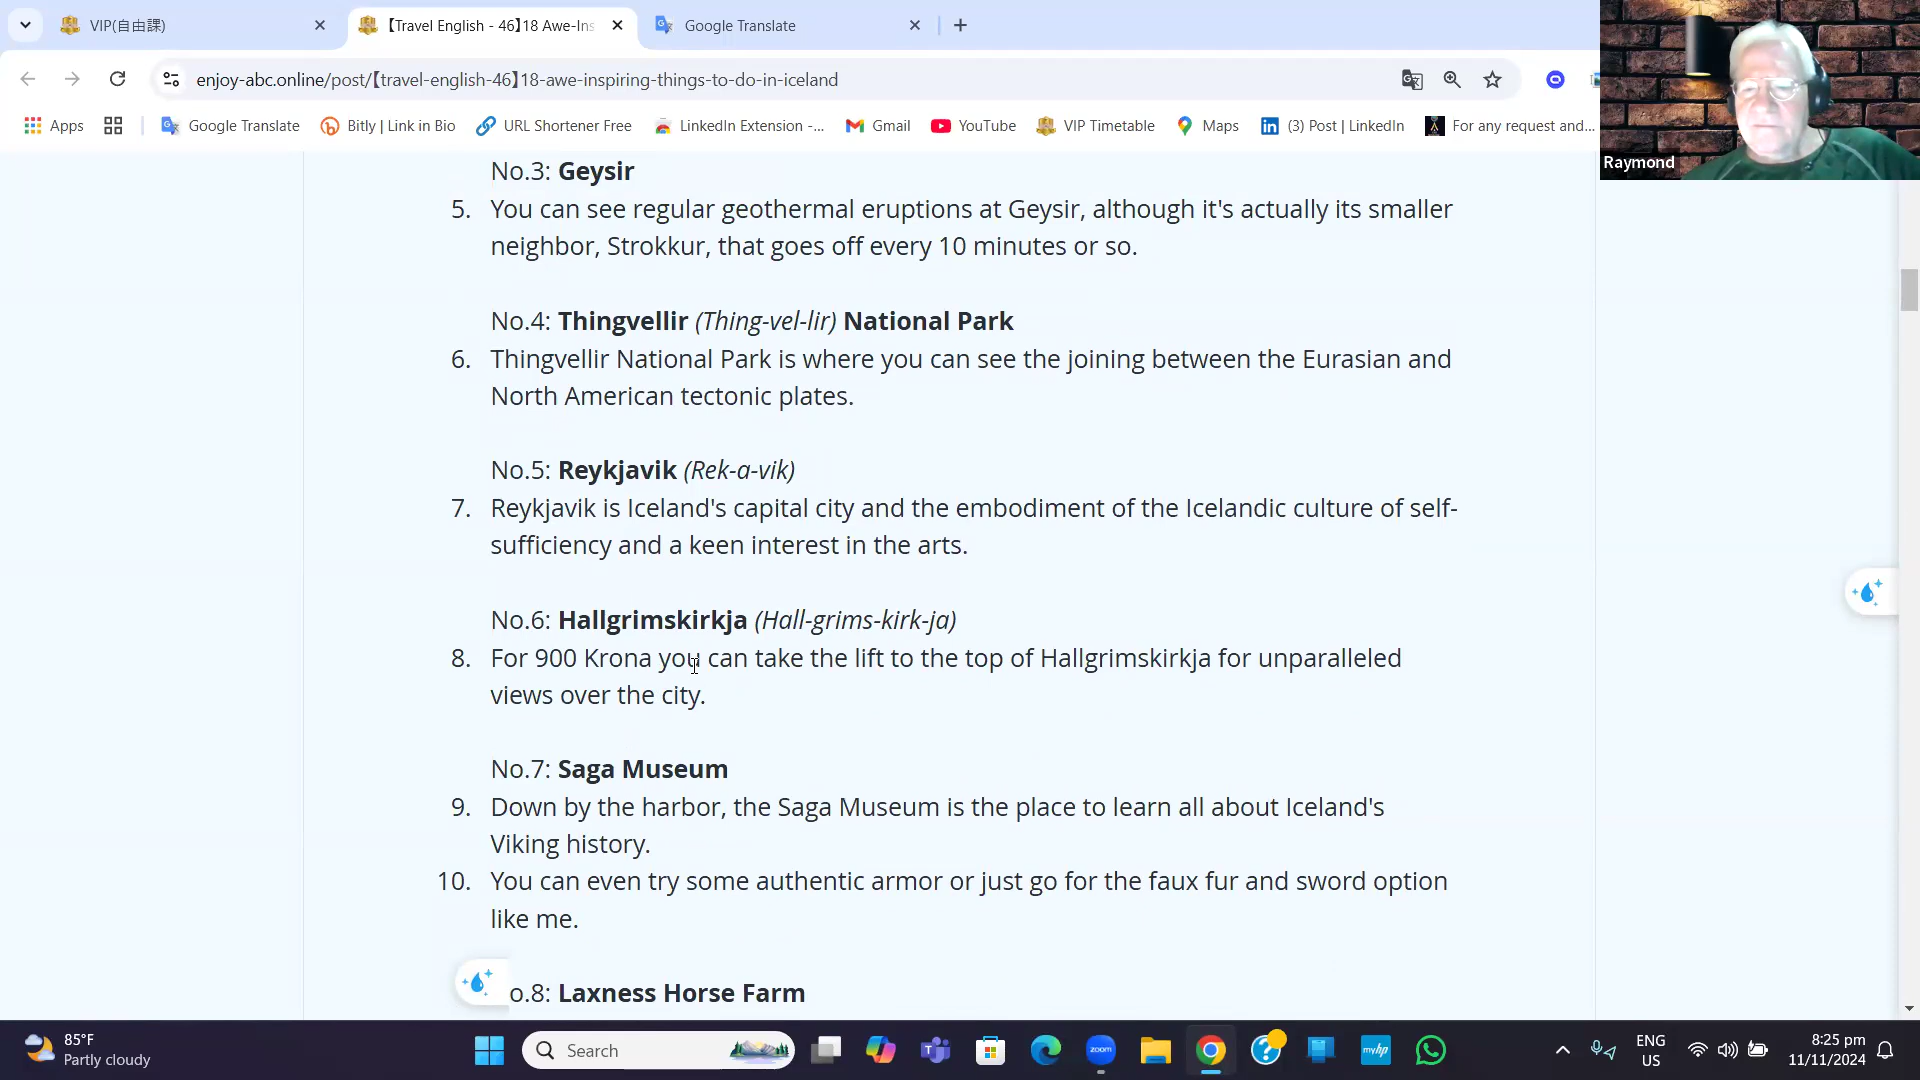 VIP(自由課)
【Travel English - 46】18 Awe-Ins
Google Translate
enjoy-abc.online/post/【travel-english-46】18-awe-inspiring-things-to-do-in-iceland
Apps
Google Translate
Bitly | Link in Bio
URL Shortener Free
LinkedIn Extension -...
Gmail
YouTube
VIP Timetable
Maps
(3) Post | LinkedIn
For any request and...
Raymond
No.3: Geysir
5. You can see regular geothermal eruptions at Geysir, although it's actually its smaller
neighbor, Strokkur, that goes off every 10 minutes or so.
No.4: Thingvellir (Thing-vel-lir) National Park
6. Thingvellir National Park is where you can see the joining between the Eurasian and
North American tectonic plates.
No.5: Reykjavik (Rek-a-vik)
7. Reykjavik is Iceland's capital city and the embodiment of the Icelandic culture of self-
sufficiency and a keen interest in the arts.
No.6: Hallgrimskirkja (Hall-grims-kirk-ja)
8. For 900 Krona you can take the lift to the top of Hallgrimskirkja for unparalleled
views over the city.
No.7: Saga Museum
9. Down by the harbor, the Saga Museum is the place to learn all about Iceland's
Viking history.
10. You can even try some authentic armor or just go for the faux fur and sword option
like me.
o.8: Laxness Horse Farm
85°F
Partly cloudy
Search
zoom
myhp
ENG
US
8:25 pm
11/11/2024